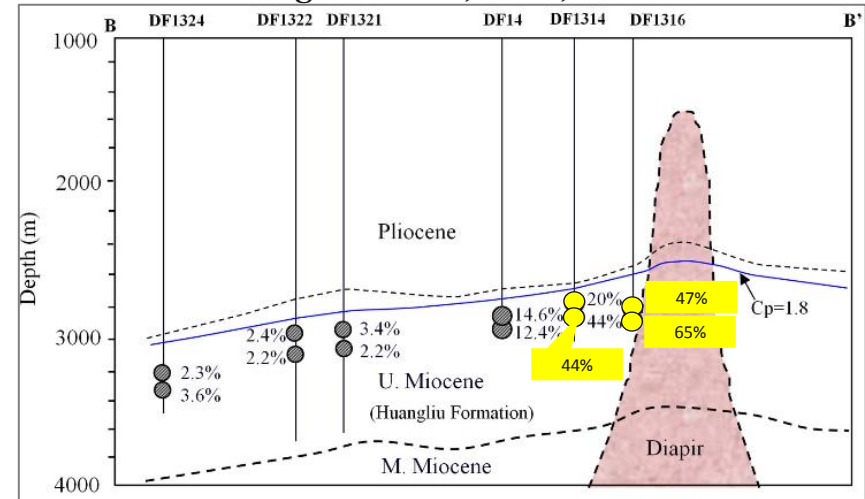 B DF1324 DF1322 DF1321 DF14 DF1314 DF1316 B'
1000
2000
3000
4000
Depth (m)
Pliocene
Cp=1.8
20%
47%
14.6%
44%
65%
12.4%
44%
2.4%
3.4%
2.2%
2.2%
2.3%
3.6%
U. Miocene
(Huangliu Formation)
M. Miocene
Diapir